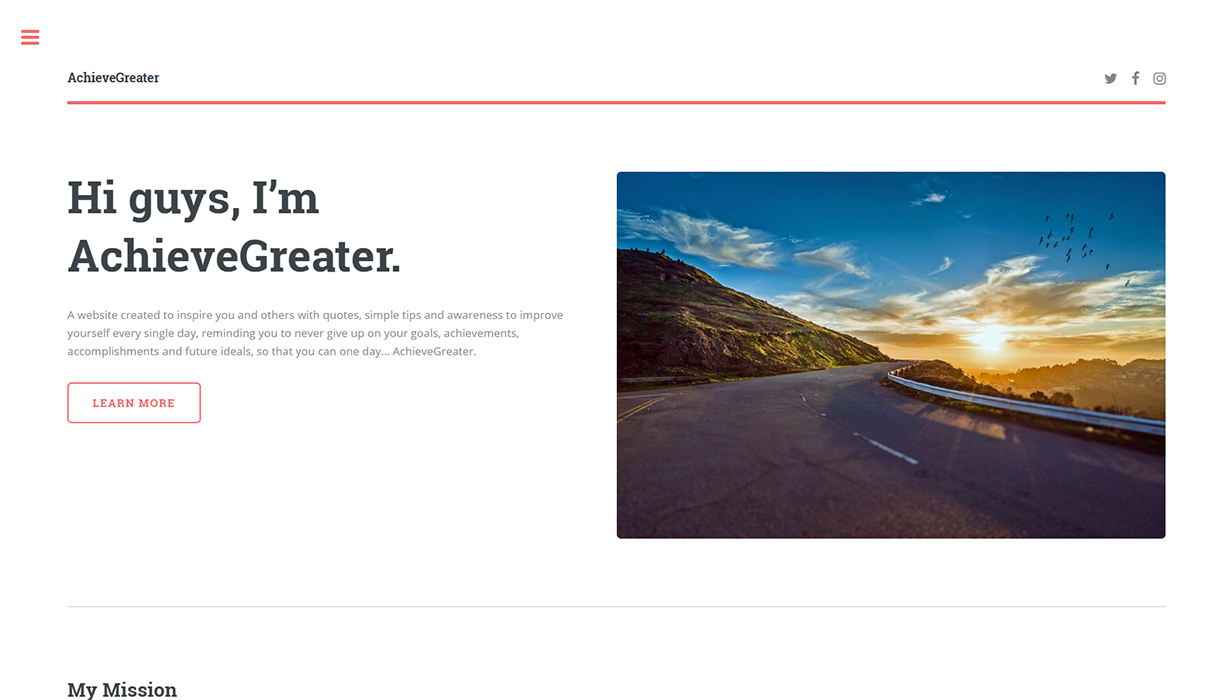 AchieveGreater
Hi guys, I’m
AchieveGreater.
A website created to inspire you and others with quotes, simple tips and awareness to improve
yourself every single day, reminding you to never give up on your goals, achievements,
accomplishments and future ideals, so that you can one day... AchieveGreater.
LEARN MORE
My Mission